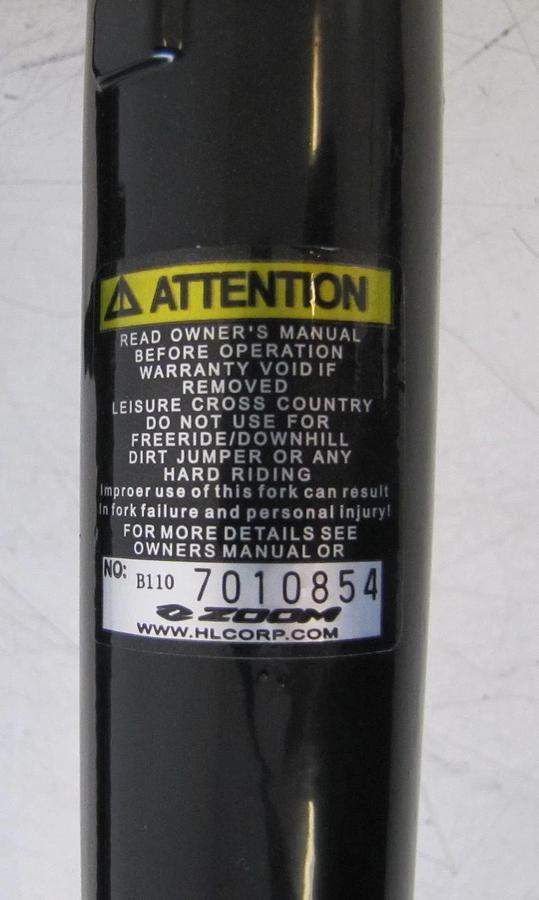 ATTENTION
READ OWNER'S MANUAL
BEFORE OPERATION
WARRANTY VOID IF
REMOVED
LEISURE CROSS COUNTRY
DO NOT USE FOR
FREERIDE/DOWNHILL
DIRT JUMPER OR ANY
HARD RIDING
Improer use of this fork can result
in fork failure and personal injury!
FOR MORE DETAILS SEE
OWNERS MANUAL OR
NO: B110 7010854
ZOOM
WWW.HLCORP.COM